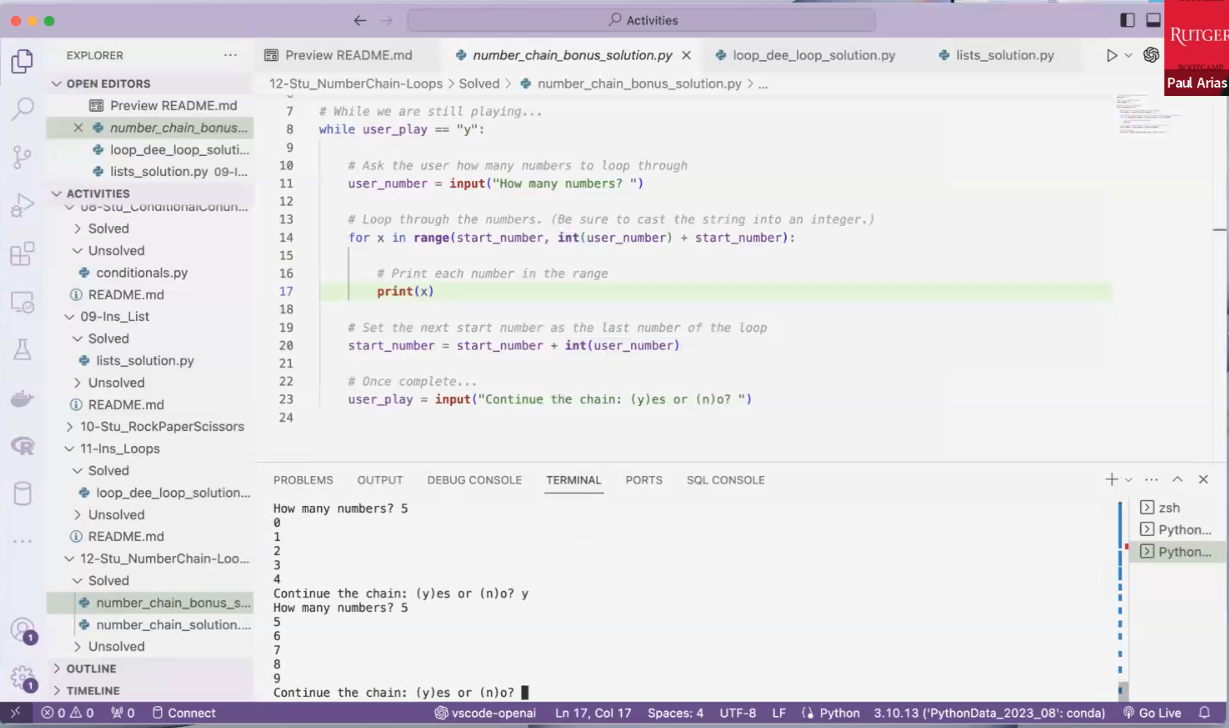 Activities
RUTGER
BOOTCAMP
Paul Arias
EXPLORER
OPEN EDITORS
Preview README.md
number_chain_bonus...
loop_dee_loop_soluti...
lists_solution.py 09-I...
ACTIVITIES
08-Stu_ConditionalConun...
Solved
Unsolved
conditionals.py
README.md
09-Ins_List
Solved
lists_solution.py
Unsolved
README.md
10-Stu_RockPaperScissors
11-Ins_Loops
Solved
loop_dee_loop_solution...
Unsolved
README.md
12-Stu_NumberChain-Loo...
Solved
number_chain_bonus_s...
number_chain_solution....
Unsolved
OUTLINE
TIMELINE
Preview README.md
number_chain_bonus_solution.py
loop_dee_loop_solution.py
lists_solution.py
12-Stu_NumberChain-Loops > Solved > number_chain_bonus_solution.py > ...
7 # While we are still playing...
8 while user_play == "y":
9
10 # Ask the user how many numbers to loop through
11 user_number = input("How many numbers? ")
12
13 # Loop through the numbers. (Be sure to cast the string into an integer.)
14 for x in range(start_number, int(user_number) + start_number):
15
16 # Print each number in the range
17 print(x)
18
19 # Set the next start number as the last number of the loop
20 start_number = start_number + int(user_number)
21
22 # Once complete...
23 user_play = input("Continue the chain: (y)es or (n)o? ")
24
PROBLEMS OUTPUT DEBUG CONSOLE TERMINAL PORTS SQL CONSOLE
How many numbers? 5
0
1
2
3
4
Continue the chain: (y)es or (n)o? y
How many numbers? 5
5
6
7
8
9
Continue the chain: (y)es or (n)o?
zsh
Python...
Python...
1
1
0 0 0 Connect vscode-openai Ln 17, Col 17 Spaces: 4 UTF-8 LF Python 3.10.13 ('PythonData_2023_08': conda) Go Live